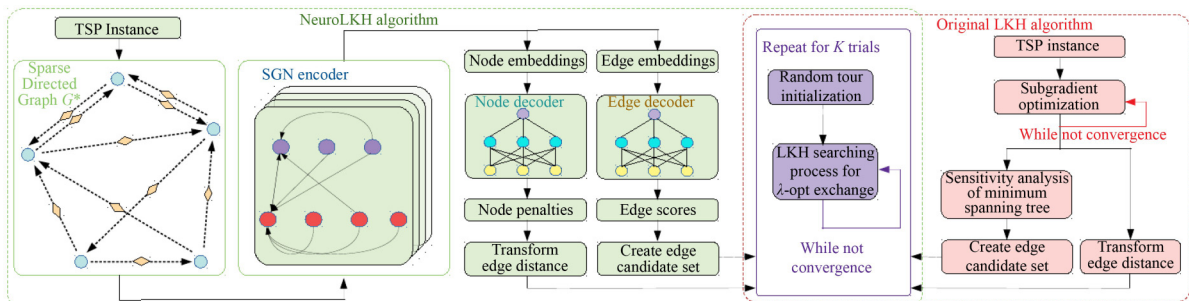 NeuroLKH algorithm
TSP Instance
Sparse
Directed
Graph G*
SGN encoder
Node embeddings
Edge embeddings
Node decoder
Edge decoder
Node penalties
Edge scores
Transform
edge distance
Create edge
candidate set
Repeat for K trials
Random tour
initialization
LKH searching
process for
λ-opt exchange
While not
convergence
Original LKH algorithm
TSP instance
Subgradient
optimization
While not convergence
Sensitivity analysis
of minimum
spanning tree
Create edge
candidate set
Transform
edge distance